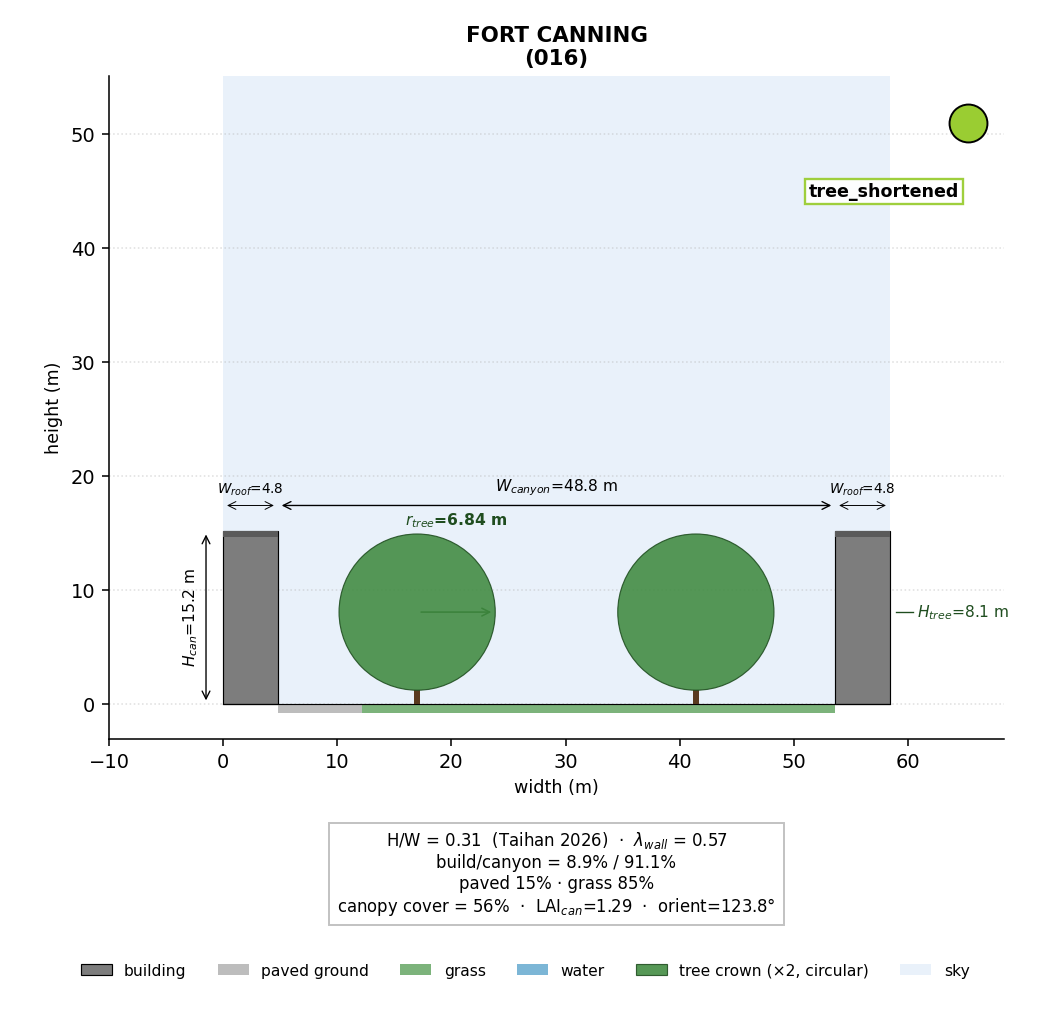 FORT CANNING
(016)
50
40
30
20
10
0
height (m)
tree_shortened
W_roof=4.8
W_canyon=48.8 m
W_roof=4.8
r_tree=6.84 m
H_can=15.2 m
H_tree=8.1 m
−10 0 10 20 30 40 50 60
width (m)
H/W = 0.31 (Taihan 2026) · λ_wall = 0.57
build/canyon = 8.9% / 91.1%
paved 15% · grass 85%
canopy cover = 56% · LAI_can=1.29 · orient=123.8°
building paved ground grass water tree crown (×2, circular) sky